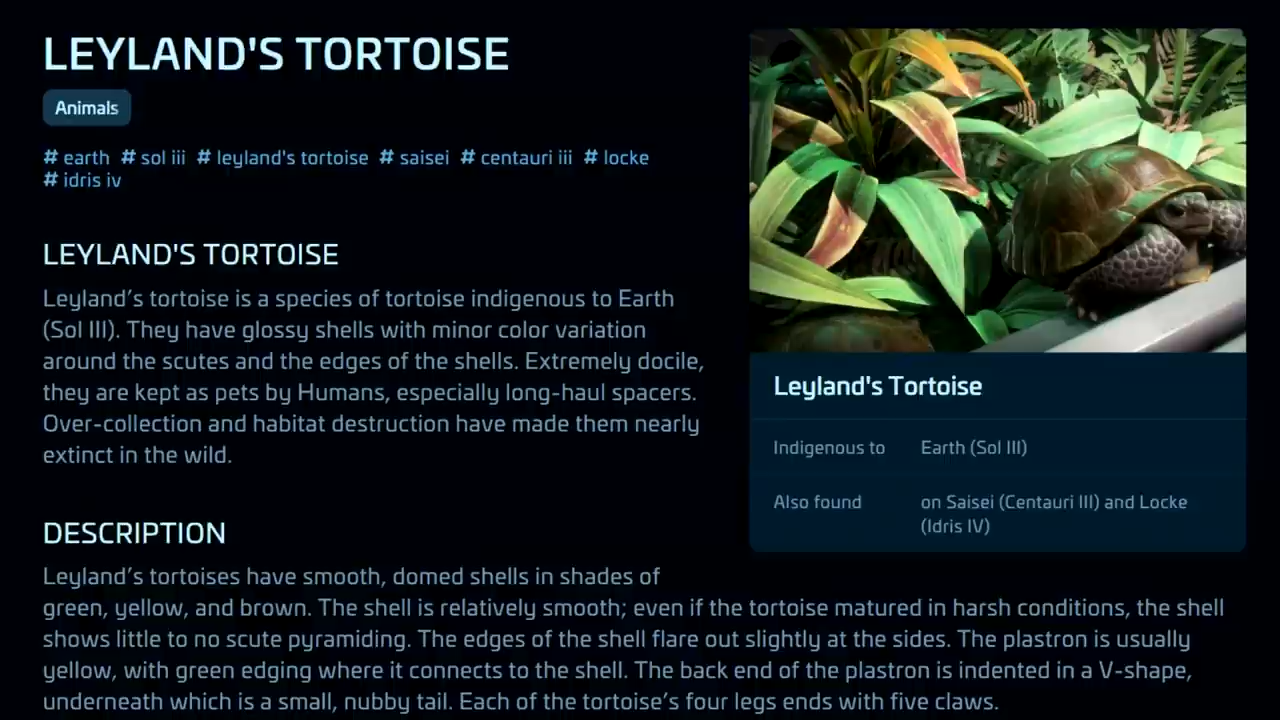 LEYLAND'S TORTOISE
Animals
# earth # sol iii # leyland's tortoise # saisei # centauri iii # locke
# idris iv
LEYLAND'S TORTOISE
Leyland’s tortoise is a species of tortoise indigenous to Earth
(Sol III). They have glossy shells with minor color variation
around the scutes and the edges of the shells. Extremely docile,
they are kept as pets by Humans, especially long-haul spacers.
Over-collection and habitat destruction have made them nearly
extinct in the wild.
Leyland's Tortoise
Indigenous to Earth (Sol III)
Also found on Saisei (Centauri III) and Locke
(Idris IV)
DESCRIPTION
Leyland’s tortoises have smooth, domed shells in shades of
green, yellow, and brown. The shell is relatively smooth; even if the tortoise matured in harsh conditions, the shell
shows little to no scute pyramiding. The edges of the shell flare out slightly at the sides. The plastron is usually
yellow, with green edging where it connects to the shell. The back end of the plastron is indented in a V-shape,
underneath which is a small, nubby tail. Each of the tortoise’s four legs ends with five claws.